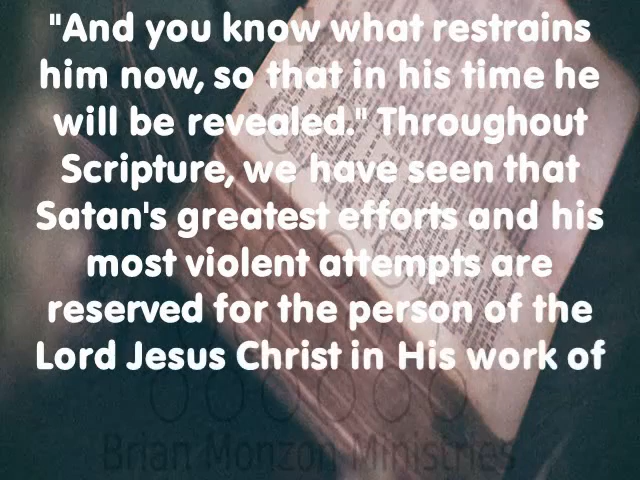 "And you know what restrains
him now, so that in his time he
will be revealed." Throughout
Scripture, we have seen that
Satan's greatest efforts and his
most violent attempts are
reserved for the person of the
Lord Jesus Christ in His work of
Brian Monzon Ministries